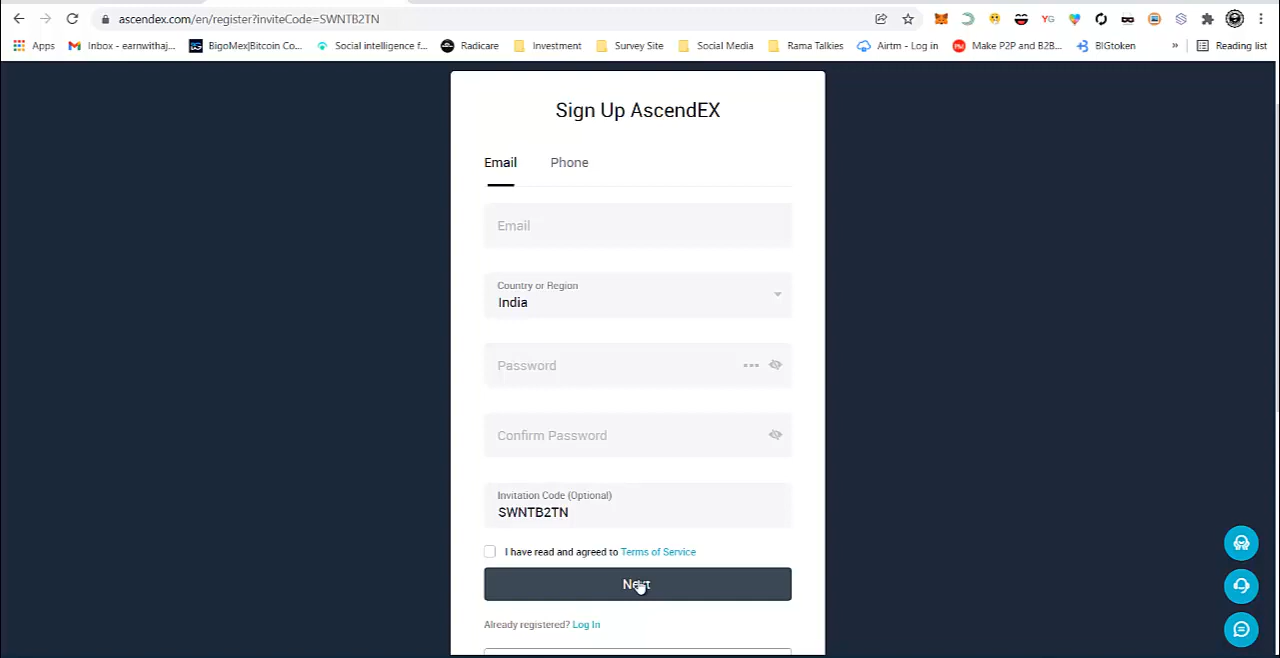 ascendex.com/en/register?inviteCode=SWNTB2TN
YG
Apps Inbox - earnwithaj... BigoMex|Bitcoin Co... Social intelligence f... Radicare Investment Survey Site Social Media Rama Talkies Airtm - Log in Make P2P and B2B... BIGtoken » Reading list
Sign Up AscendEX
Email Phone
Email
Country or Region
India
Password
Confirm Password
Invitation Code (Optional)
SWNTB2TN
I have read and agreed to Terms of Service
Next
Already registered? Log In